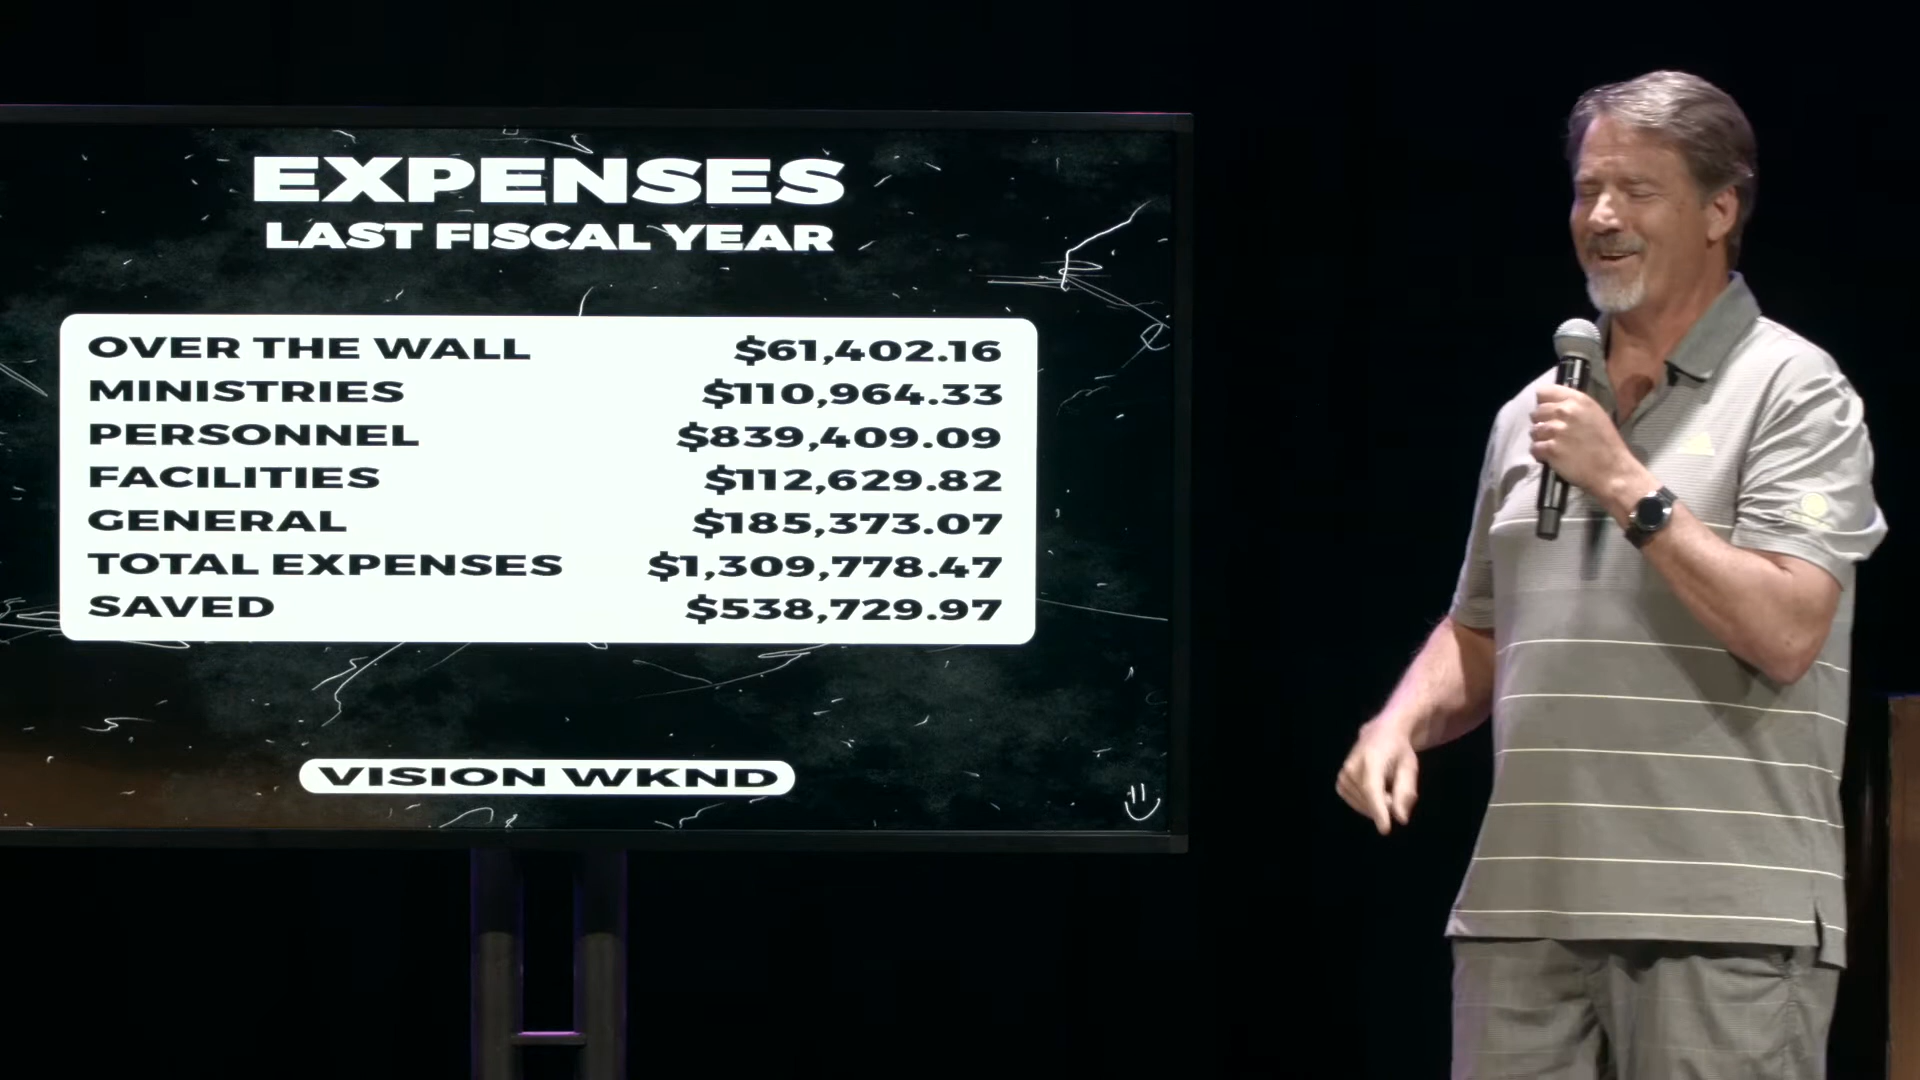 EXPENSES
LAST FISCAL YEAR
OVER THE WALL $61,402.16
MINISTRIES $110,964.33
PERSONNEL $839,409.09
FACILITIES $112,629.82
GENERAL $185,373.07
TOTAL EXPENSES $1,309,778.47
SAVED $538,729.97
VISION WKND